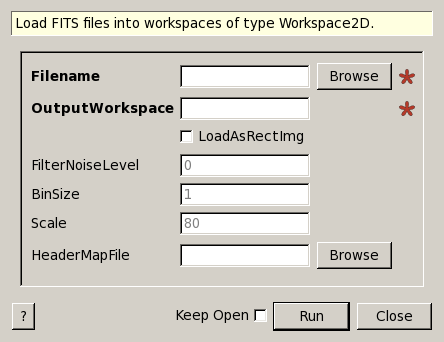 Load FITS files into workspaces of type Workspace2D.
Filename Browse *
OutputWorkspace *
LoadAsRectImg
FilterNoiseLevel 0
BinSize 1
Scale 80
HeaderMapFile Browse
? Keep Open Run Close